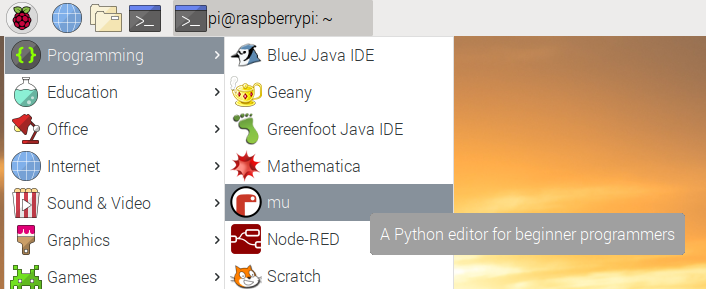 pi@raspberrypi: ~
Programming
Education
Office
Internet
Sound & Video
Graphics
Games
BlueJ Java IDE
Geany
Greenfoot Java IDE
Mathematica
mu
Node-RED
Scratch
A Python editor for beginner programmers